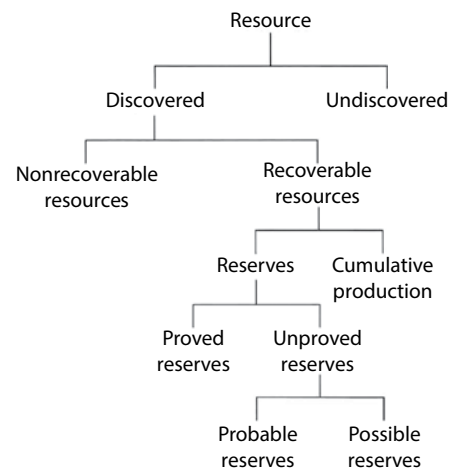 Resource
Discovered
Undiscovered
Nonrecoverable
resources
Recoverable
resources
Reserves
Cumulative
production
Proved
reserves
Unproved
reserves
Probable
reserves
Possible
reserves